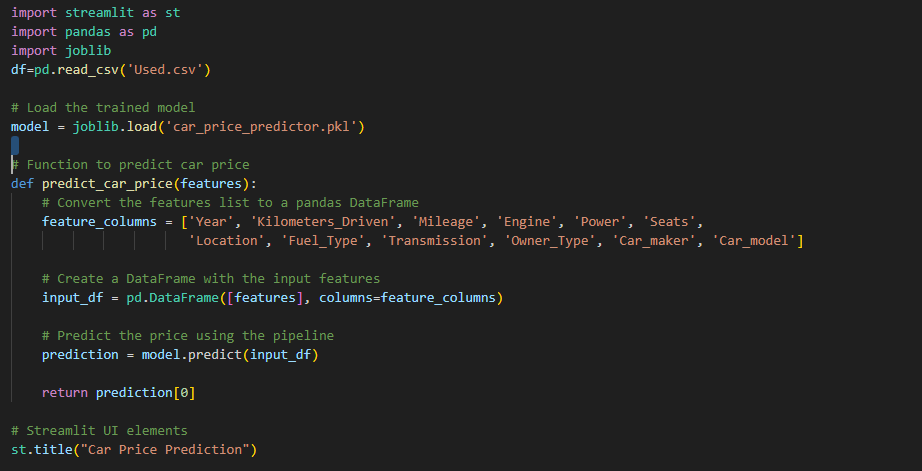 import streamlit as st
import pandas as pd
import joblib
df=pd.read_csv('Used.csv')
# Load the trained model
model = joblib.load('car_price_predictor.pkl')
# Function to predict car price
def predict_car_price(features):
# Convert the features list to a pandas DataFrame
feature_columns = ['Year', 'Kilometers_Driven', 'Mileage', 'Engine', 'Power', 'Seats',
'Location', 'Fuel_Type', 'Transmission', 'Owner_Type', 'Car_maker', 'Car_model']
# Create a DataFrame with the input features
input_df = pd.DataFrame([features], columns=feature_columns)
# Predict the price using the pipeline
prediction = model.predict(input_df)
return prediction[0]
# Streamlit UI elements
st.title("Car Price Prediction")